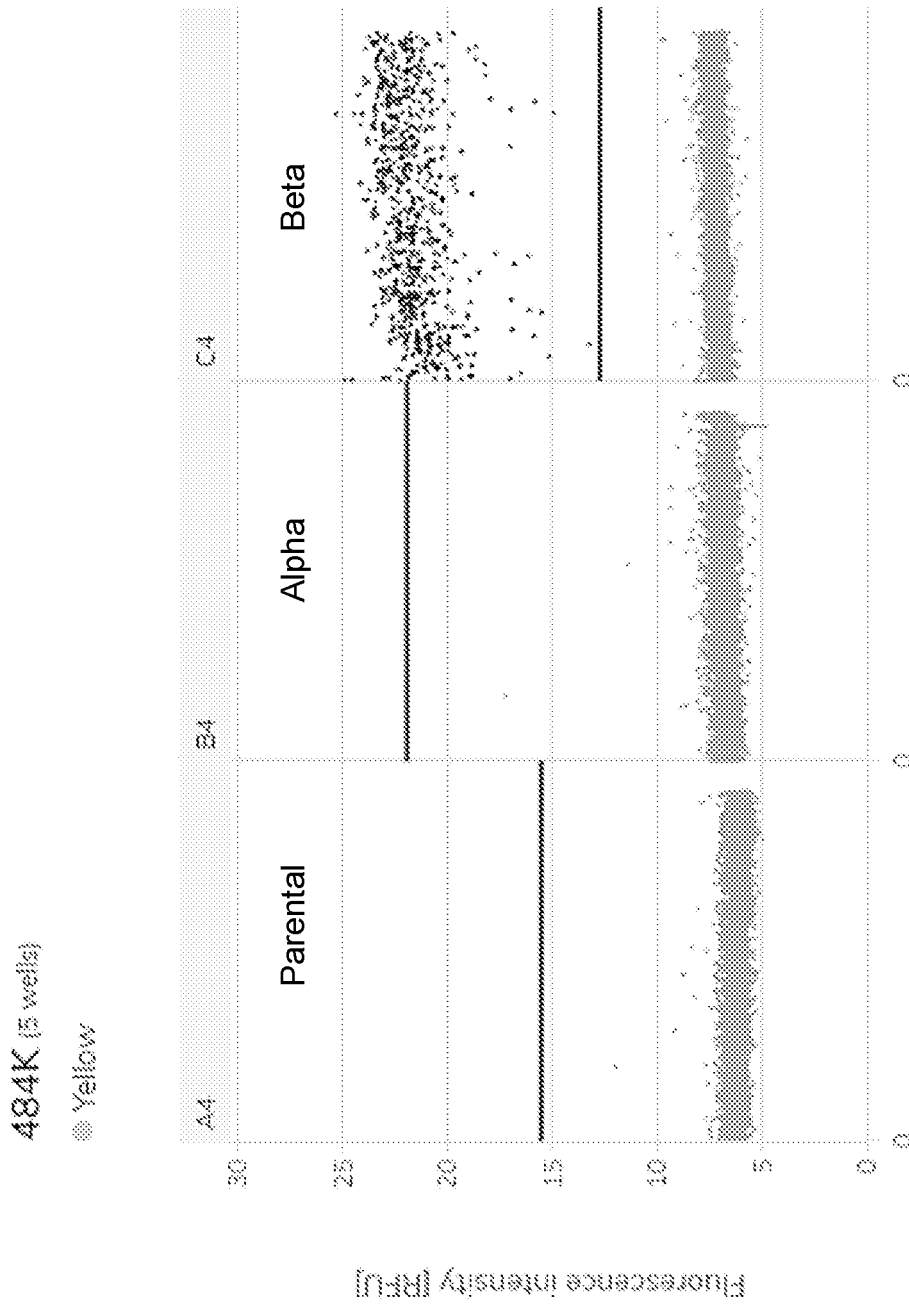 484K (5 wells)
Yellow
A4
B4
C4
Parental
Alpha
Beta
30
25
20
15
10
5
0
0
0
0
Fluorescence intensity [RFU]